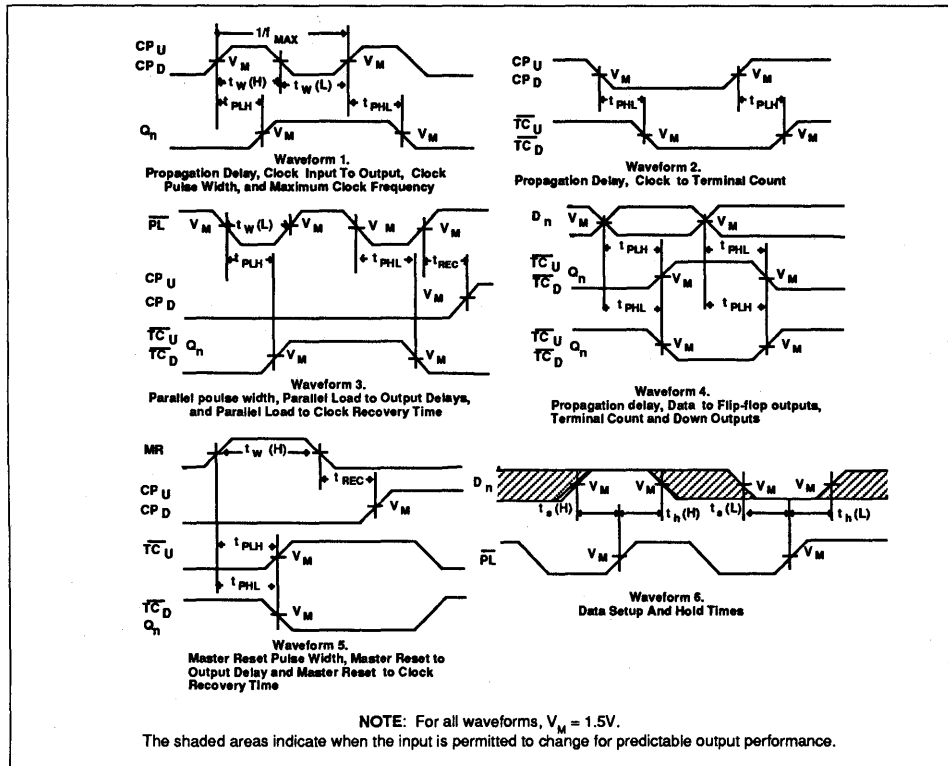 1/f MAX
CP U
CP D
V M
V M
t W (H)
t W (L)
t PLH
t PHL
Q n
V M
V M
Waveform 1.
Propagation Delay, Clock Input To Output, Clock
Pulse Width, and Maximum Clock Frequency
CP U
CP D
V M
V M
t PHL
t PLH
TC U
TC D
V M
V M
Waveform 2.
Propagation Delay, Clock to Terminal Count
PL
V M
t W (L)
V M
V M
V M
t PLH
t PHL
t REC
CP U
CP D
V M
TC U
TC D
Q n
V M
V M
Waveform 3.
Parallel poulse width, Parallel Load to Output Delays,
and Parallel Load to Clock Recovery Time
D n
V M
V M
t PLH
t PHL
TC U
TC D
Q n
V M
V M
t PHL
t PLH
TC U
TC D
Q n
V M
V M
Waveform 4.
Propagation delay, Data to Flip-flop outputs,
Terminal Count and Down Outputs
MR
V M
t W (H)
V M
t REC
CP U
CP D
V M
t PLH
TC U
V M
t PHL
TC D
Q n
V M
Waveform 5.
Master Reset Pulse Width, Master Reset to
Output Delay and Master Reset to Clock
Recovery Time
D n
V M
V M
V M
V M
t s (H)
t h (H)
t s (L)
t h (L)
PL
V M
V M
Waveform 6.
Data Setup And Hold Times
NOTE: For all waveforms, V M = 1.5V.
The shaded areas indicate when the input is permitted to change for predictable output performance.